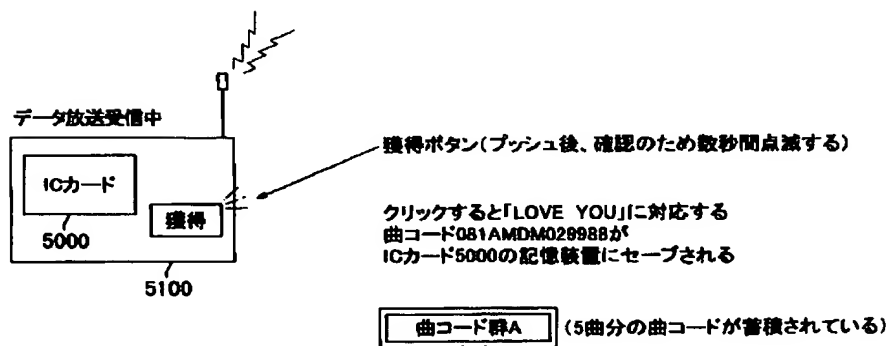 データ放送受信中
ICカード
獲得
5000
5100
獲得ボタン(プッシュ後、確認のため数秒間点滅する)
クリックすると「LOVE YOU」に対応する
曲コード081AMDM029988が
ICカード5000の記憶装置にセーブされる
曲コード群A (5曲分の曲コードが蓄積されている)